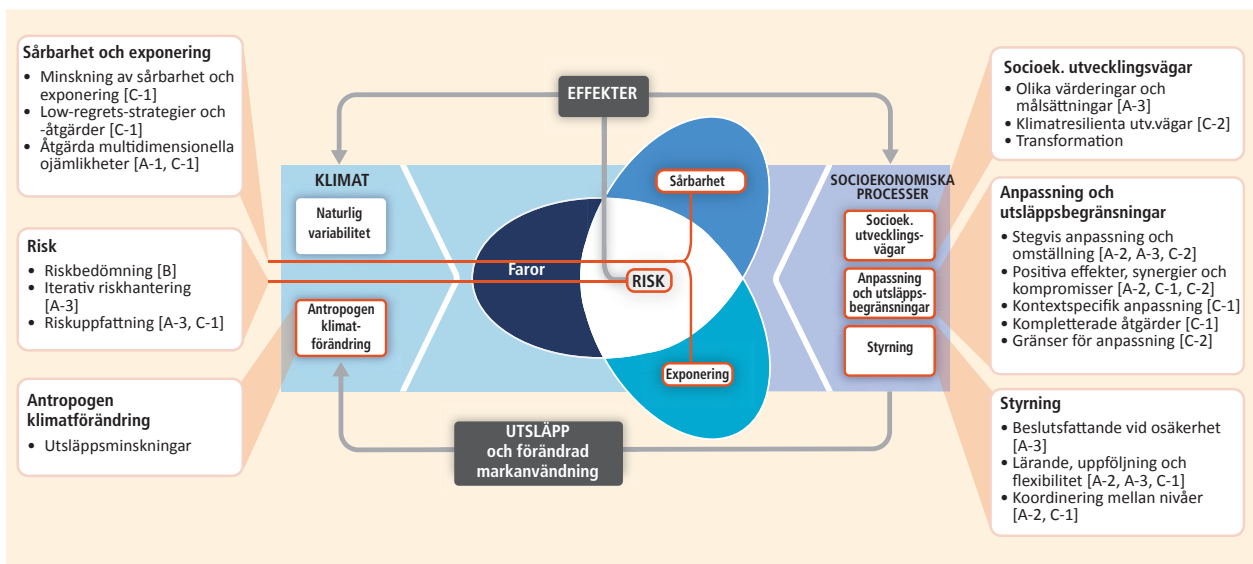 Sårbarhet och exponering
• Minskning av sårbarhet och
exponering [C-1]
• Low-regrets-strategier och
-åtgärder [C-1]
• Åtgärda multidimensionella
ojämlikheter [A-1, C-1]
Risk
• Riskbedömning [B]
• Iterativ riskhantering
[A-3]
• Riskuppfattning [A-3, C-1]
Antropogen
klimatförändring
• Utsläppsminskningar
EFFEKTER
KLIMAT
Naturlig
variabilitet
Antropogen
klimat-
förändring
Faror
Sårbarhet
RISK
Exponering
SOCIOEKONOMISKA
PROCESSER
Socioek.
utvecklings-
vägar
Anpassning
och utsläpps-
begränsningar
Styrning
UTSLÄPP
och förändrad
markanvändning
Socioek. utvecklingsvägar
• Olika värderingar och
målsättningar [A-3]
• Klimatresilienta utv.vägar [C-2]
• Transformation
Anpassning och
utsläppsbegränsningar
• Stegvis anpassning och
omställning [A-2, A-3, C-2]
• Positiva effekter, synergier och
kompromisser [A-2, C-1, C-2]
• Kontextspecifik anpassning [C-1]
• Kompletterade åtgärder [C-1]
• Gränser för anpassning [C-2]
Styrning
• Beslutsfattande vid osäkerhet
[A-3]
• Lärande, uppföljning och
flexibilitet [A-2, A-3, C-1]
• Koordinering mellan nivåer
[A-2, C-1]